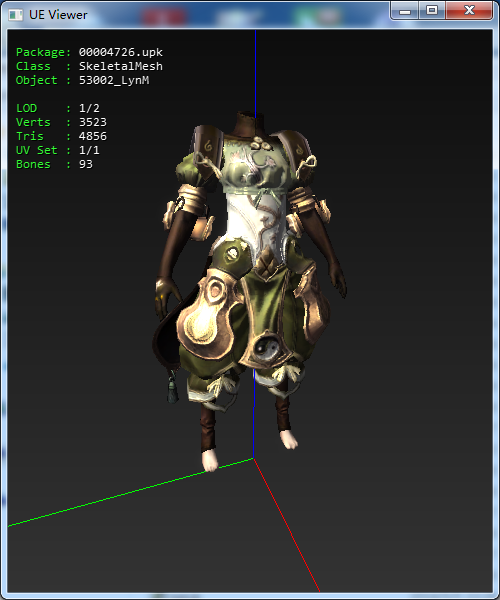 UE Viewer
Package: 00004726.upk
Class : SkeletalMesh
Object : 53002_LynM
LOD : 1/2
Verts : 3523
Tris : 4856
UV Set : 1/1
Bones : 93